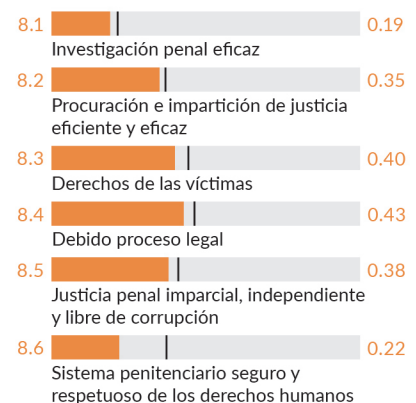 8.1 0.19
Investigación penal eficaz
8.2 0.35
Procuración e impartición de justicia
eficiente y eficaz
8.3 0.40
Derechos de las víctimas
8.4 0.43
Debido proceso legal
8.5 0.38
Justicia penal imparcial, independiente
y libre de corrupción
8.6 0.22
Sistema penitenciario seguro y
respetuoso de los derechos humanos